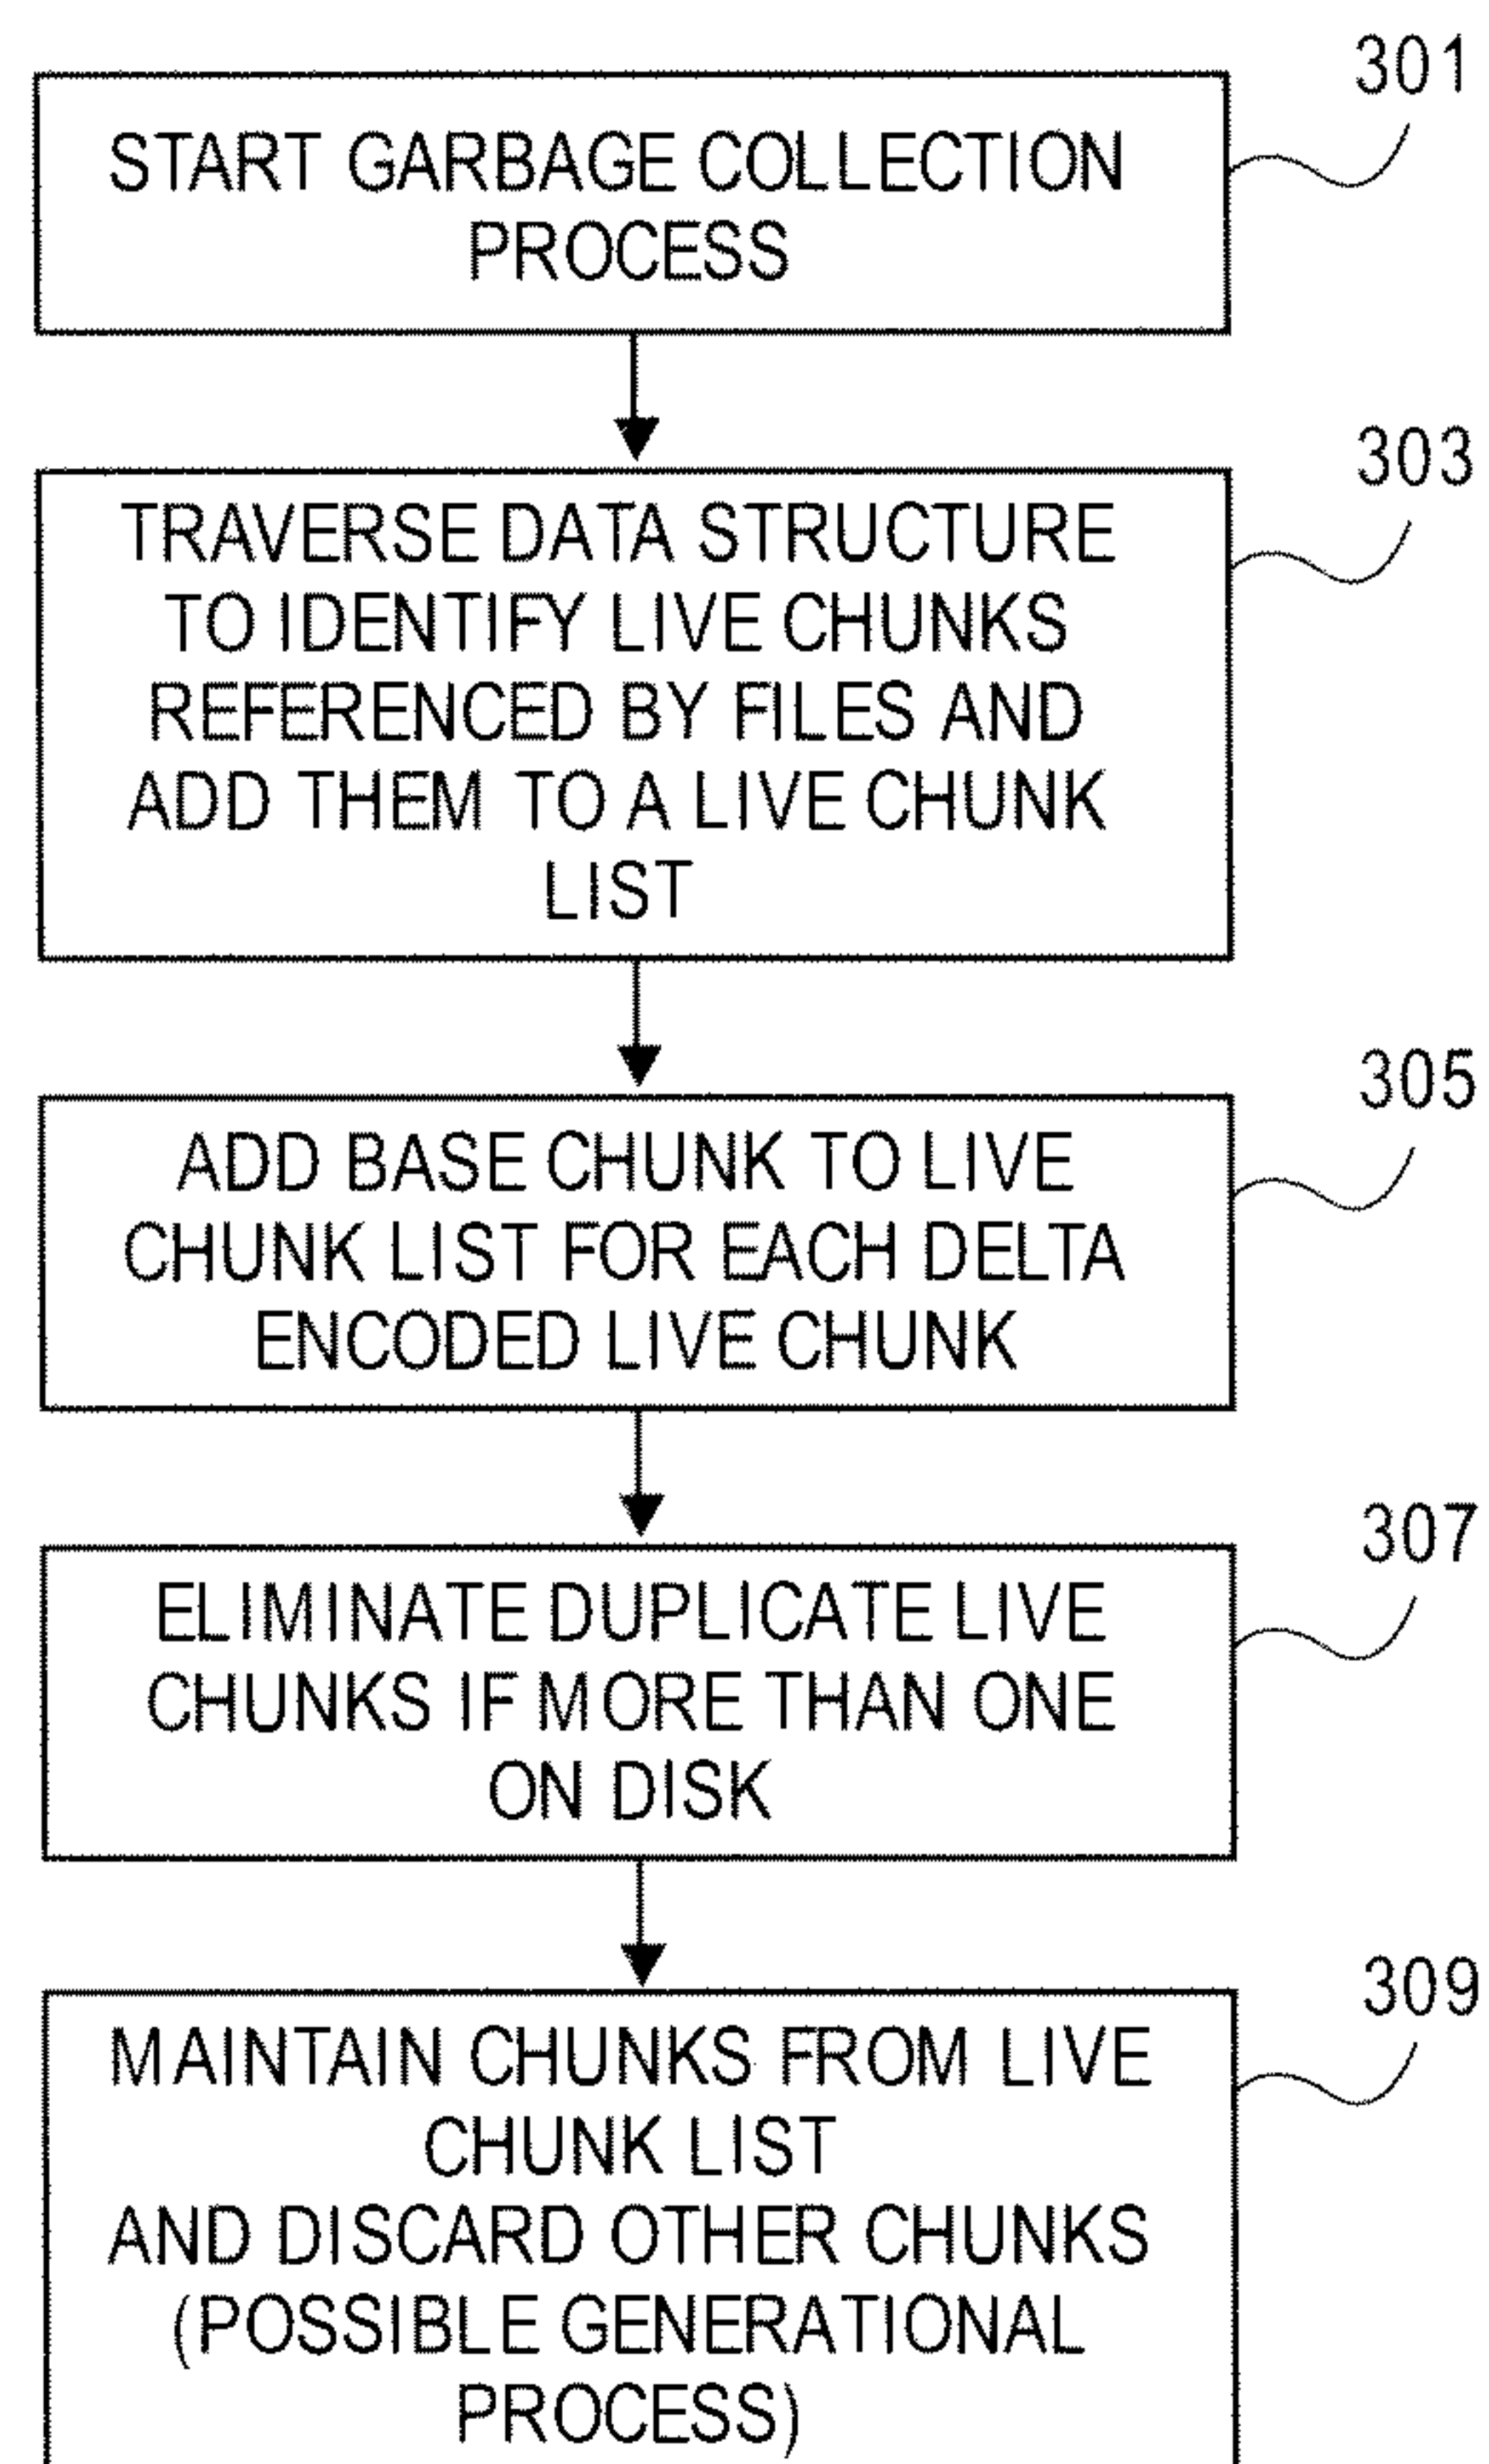 301
START GARBAGE COLLECTION
PROCESS
303
TRAVERSE DATA STRUCTURE
TO IDENTIFY LIVE CHUNKS
REFERENCED BY FILES AND
ADD THEM TO A LIVE CHUNK
LIST
305
ADD BASE CHUNK TO LIVE
CHUNK LIST FOR EACH DELTA
ENCODED LIVE CHUNK
307
ELIMINATE DUPLICATE LIVE
CHUNKS IF MORE THAN ONE
ON DISK
309
MAINTAIN CHUNKS FROM LIVE
CHUNK LIST
AND DISCARD OTHER CHUNKS
(POSSIBLE GENERATIONAL
PROCESS)